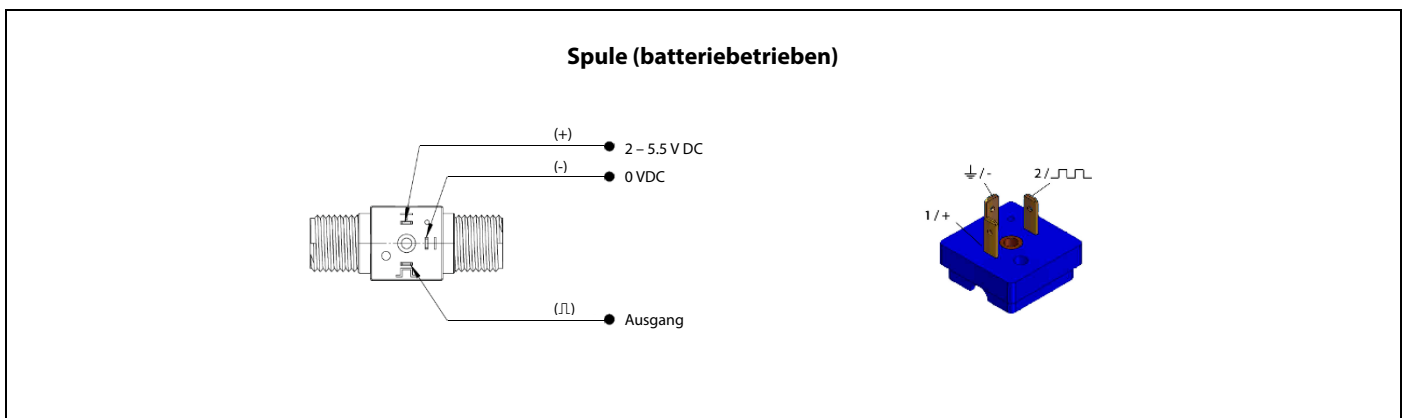 Spule (batteriebetrieben)
(+)
2 – 5.5 V DC
(-)
0 VDC
(⎍)
Ausgang
⏚ / -
2 / ⎍⎍⎍
1 / +